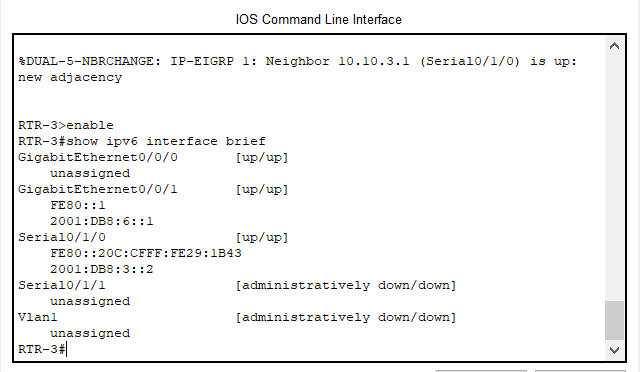 IOS Command Line Interface
%DUAL-5-NBRCHANGE: IP-EIGRP 1: Neighbor 10.10.3.1 (Serial0/1/0) is up:
new adjacency
RTR-3>enable
RTR-3#show ipv6 interface brief
GigabitEthernet0/0/0 [up/up]
unassigned
GigabitEthernet0/0/1 [up/up]
FE80::1
2001:DB8:6::1
Serial0/1/0 [up/up]
FE80::20C:CFFF:FE29:1B43
2001:DB8:3::2
Serial0/1/1 [administratively down/down]
unassigned
Vlan1 [administratively down/down]
unassigned
RTR-3#